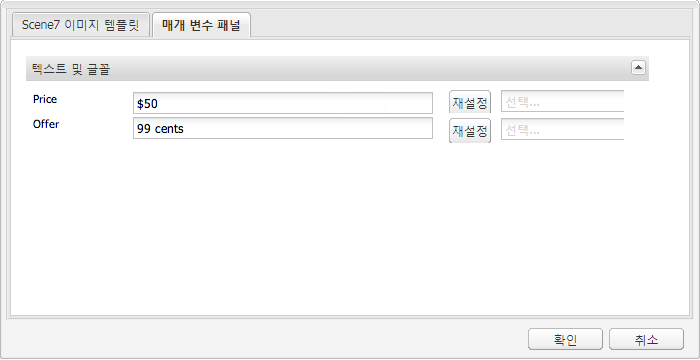 Scene7 이미지 템플릿 매개 변수 패널
텍스트 및 글꼴
Price $50 재설정 선택...
Offer 99 cents 재설정 선택...
확인 취소